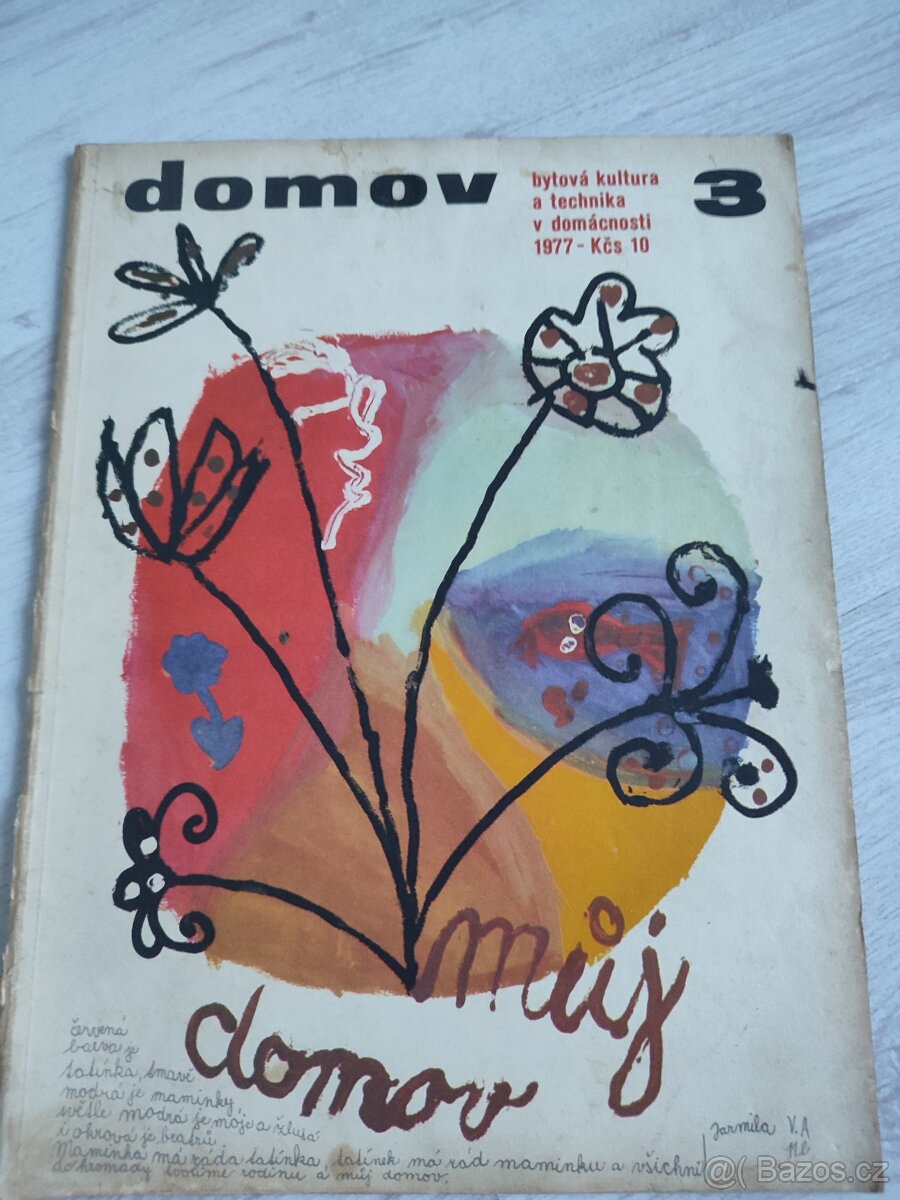 domov
bytová kultura
a technika
v domácnosti
1977 - Kčs 10
3
můj
domov
červená
barva je
tatínka, tmavě
modrá je maminky
světle modrá je moje a žlutá
i okrová je bratrů.
Maminka má ráda tatínka, tatínek má rád maminku a všichni
dohromady tvoříme rodinu a můj domov.
Jarmila V.A
@( Bazos.cz